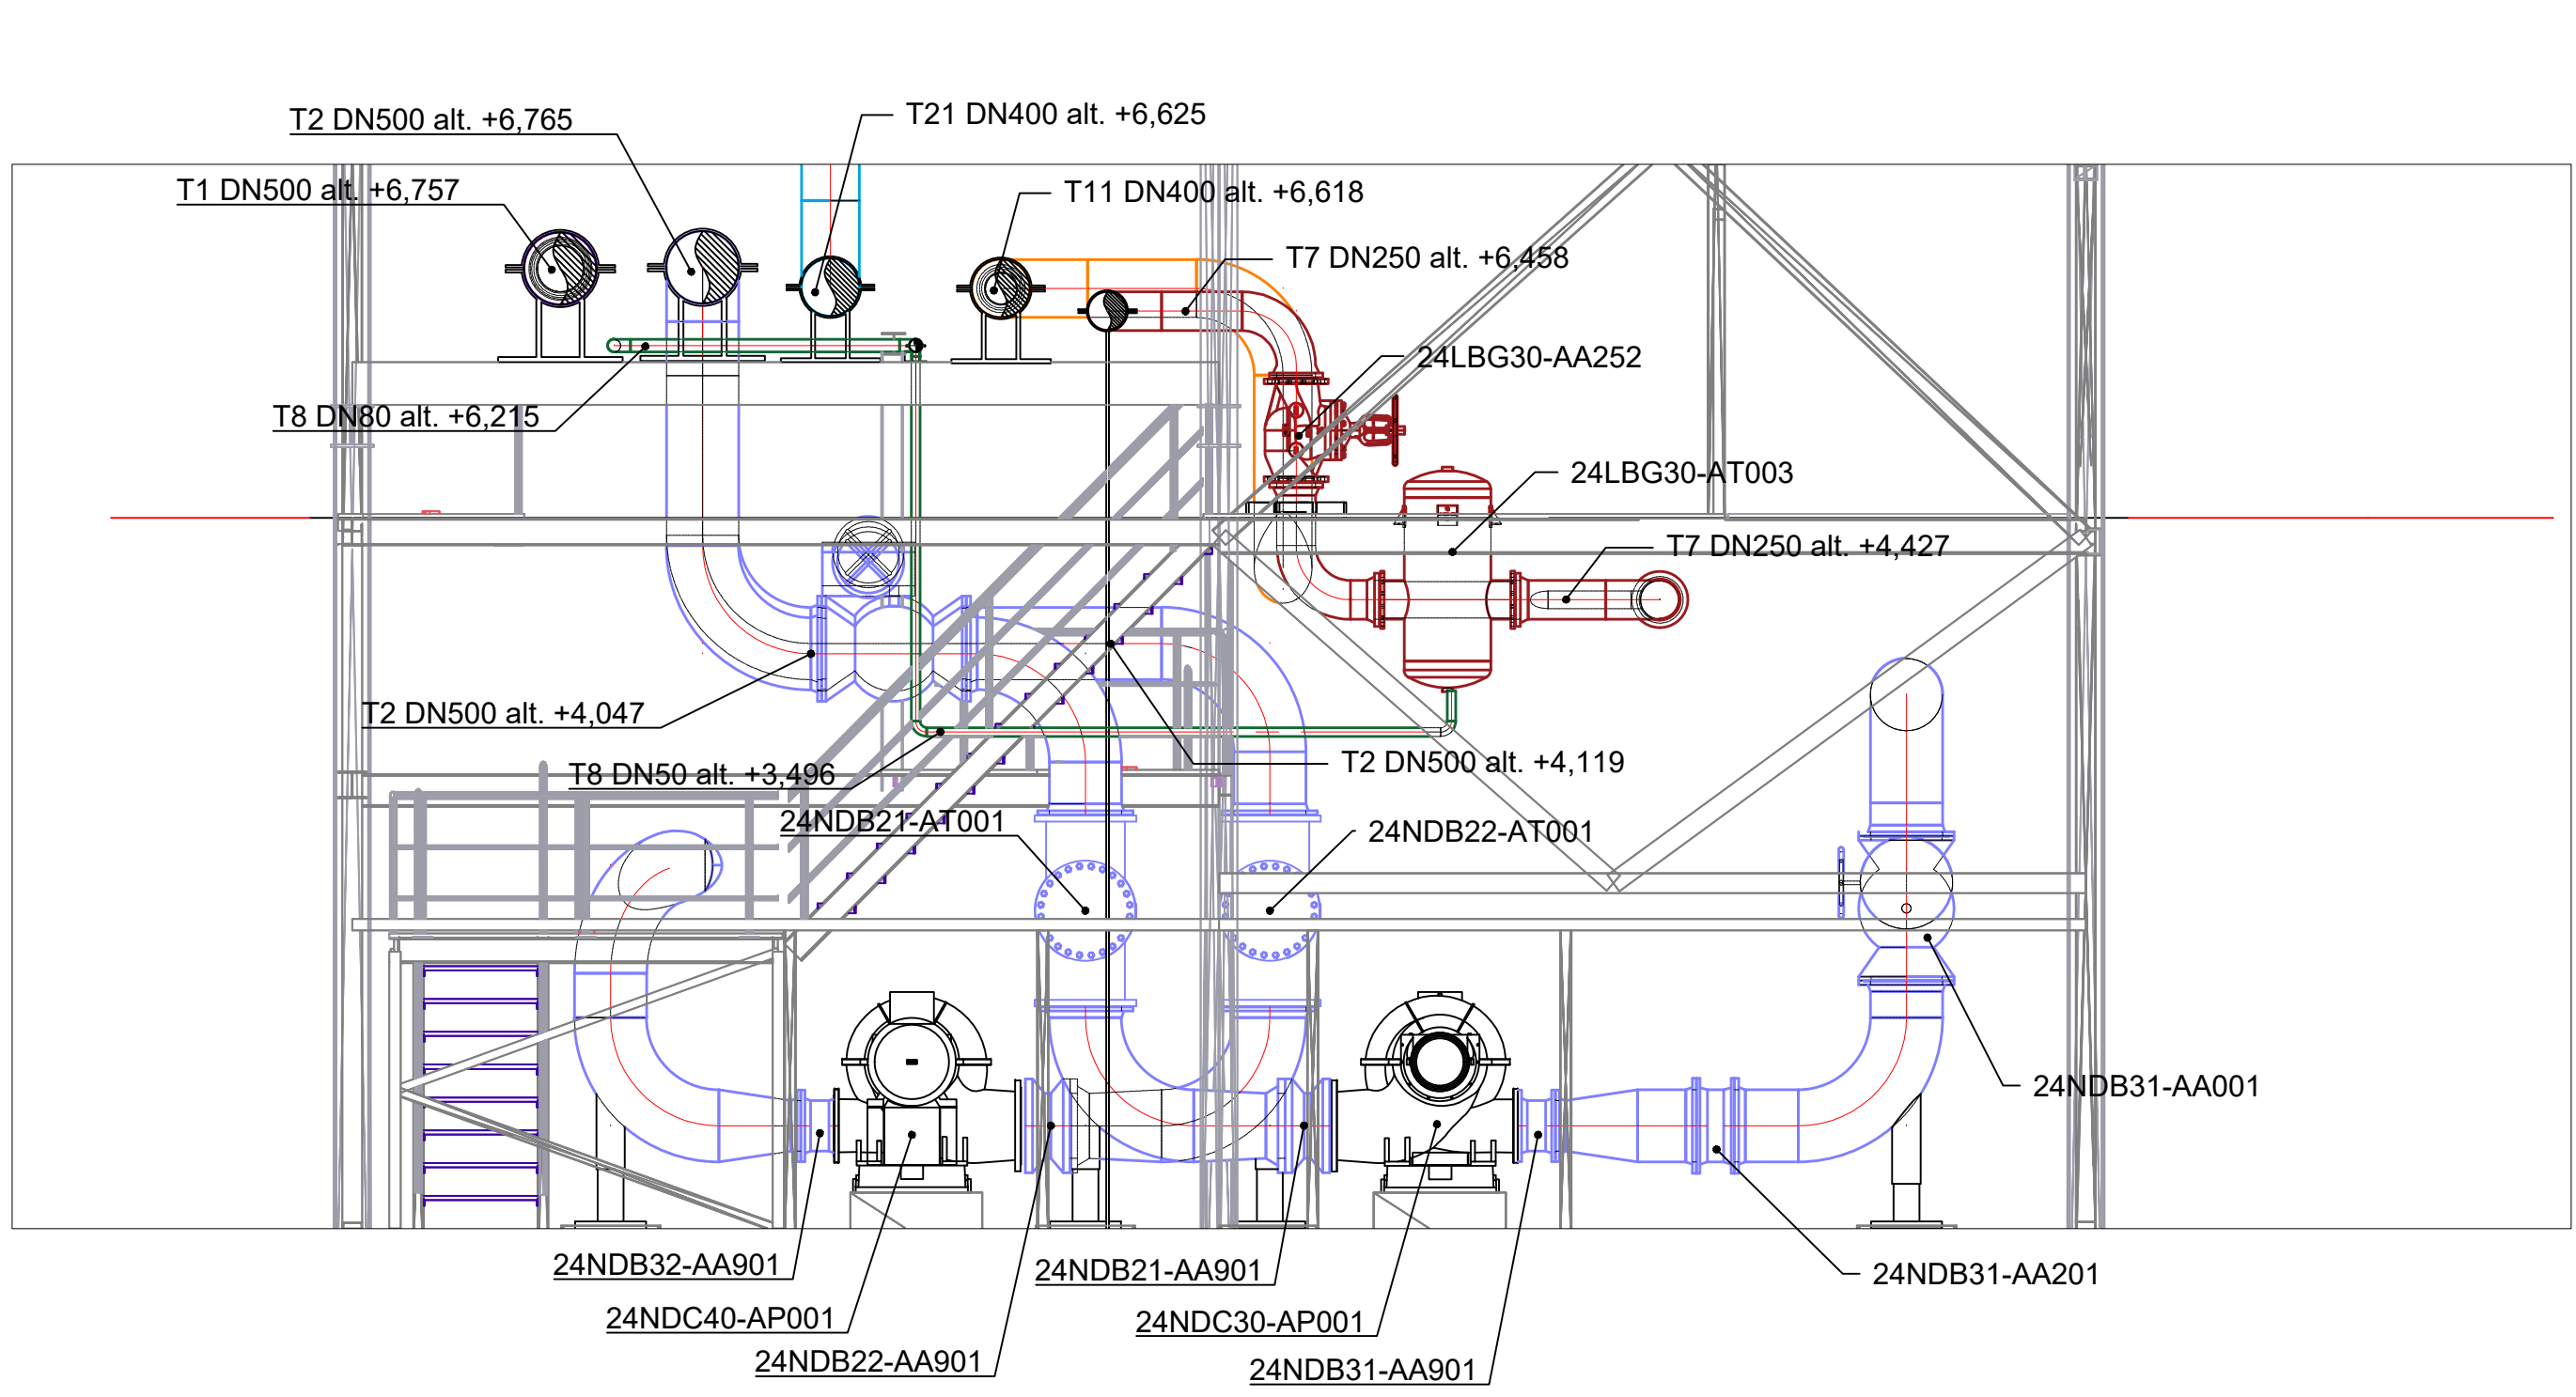 T2 DN500 alt. +6,765
T21 DN400 alt. +6,625
T1 DN500 alt. +6,757
T11 DN400 alt. +6,618
T7 DN250 alt. +6,458
24LBG30-AA252
T8 DN80 alt. +6,215
24LBG30-AT003
T7 DN250 alt. +4,427
T2 DN500 alt. +4,047
T2 DN500 alt. +4,119
T8 DN50 alt. +3,496
24NDB21-AT001
24NDB22-AT001
24NDB31-AA001
24NDB32-AA901
24NDB21-AA901
24NDB31-AA201
24NDC40-AP001
24NDC30-AP001
24NDB22-AA901
24NDB31-AA901